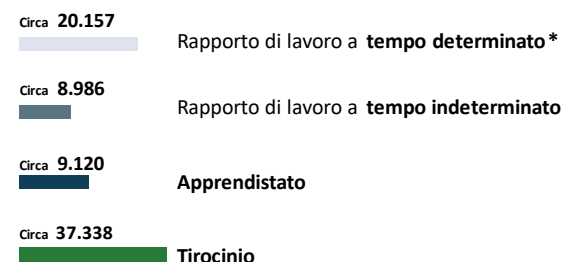 Circa 20.157
Rapporto di lavoro a tempo determinato*
Circa 8.986
Rapporto di lavoro a tempo indeterminato
Circa 9.120
Apprendistato
Circa 37.338
Tirocinio